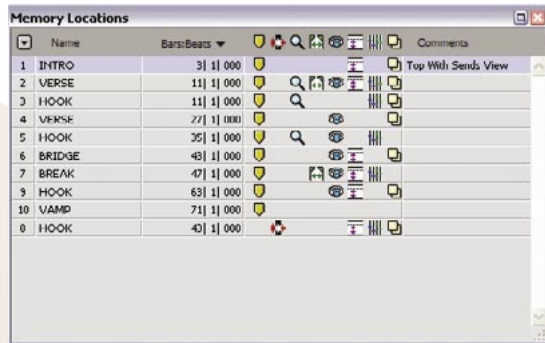 Memory Locations
Name Bars:Beats Comments
1 INTRO 3| 1| 000 Top With Sends View
2 VERSE 11| 1| 000
3 HOOK 11| 1| 000
4 VERSE 27| 1| 000
5 HOOK 35| 1| 000
6 BRIDGE 43| 1| 000
7 BREAK 47| 1| 000
9 HOOK 63| 1| 000
10 VAMP 71| 1| 000
0 HOOK 43| 1| 000